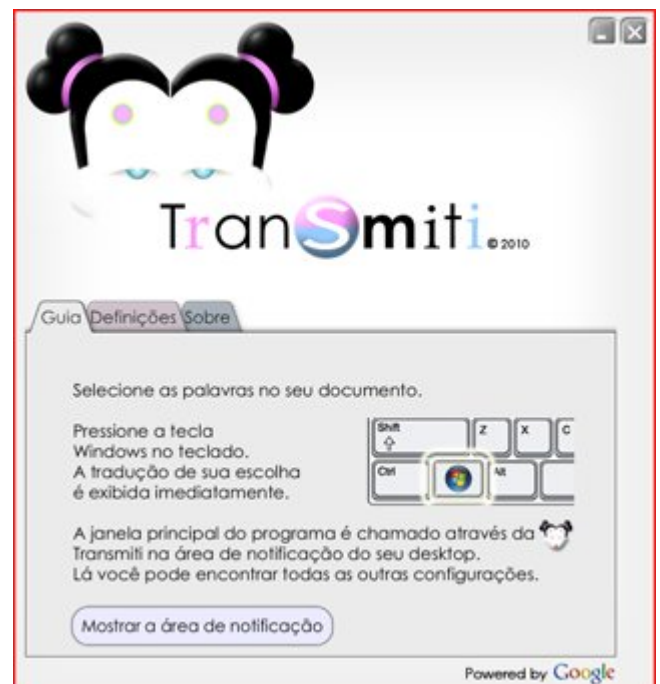 TranSmiti © 2010
Guia Definições Sobre
Selecione as palavras no seu documento.
Pressione a tecla
Windows no teclado.
A tradução de sua escolha
é exibida imediatamente.
Shift Z X C
Ctrl Alt
A janela principal do programa é chamado através da
Transmiti na área de notificação do seu desktop.
Lá você pode encontrar todas as outras configurações.
Mostrar a área de notificação
Powered by Google